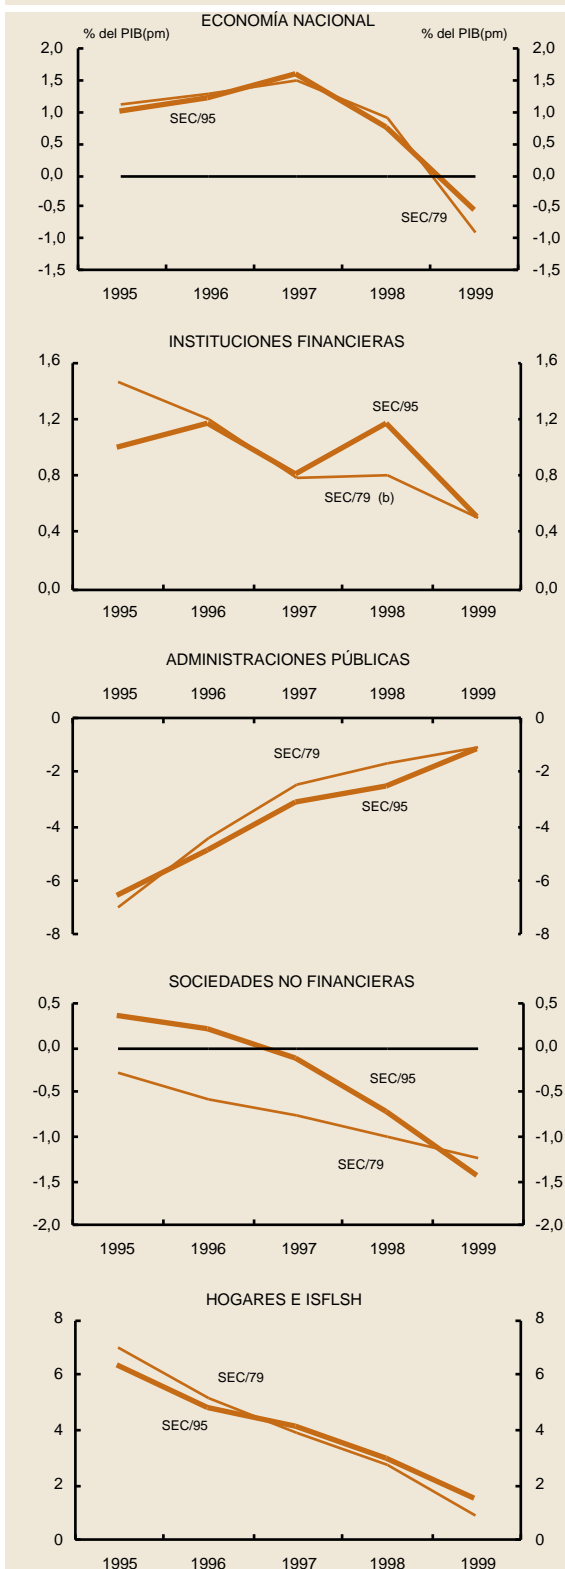 ECONOMÍA NACIONAL
% del PIB(pm) % del PIB(pm)
2,0 2,0
1,5 1,5
1,0 1,0
SEC/95
0,5 0,5
0,0 0,0
-0,5 -0,5
SEC/79
-1,0 -1,0
-1,5 -1,5
1995 1996 1997 1998 1999
INSTITUCIONES FINANCIERAS
1,6 1,6
SEC/95
1,2 1,2
0,8 0,8
SEC/79 (b)
0,4 0,4
0,0 0,0
1995 1996 1997 1998 1999
ADMINISTRACIONES PÚBLICAS
1995 1996 1997 1998 1999
0 0
SEC/79
-2 -2
SEC/95
-4 -4
-6 -6
-8 -8
SOCIEDADES NO FINANCIERAS
0,5 0,5
0,0 0,0
SEC/95
-0,5 -0,5
-1,0 -1,0
SEC/79
-1,5 -1,5
-2,0 -2,0
1995 1996 1997 1998 1999
HOGARES E ISFLSH
8 8
6 6
SEC/79
SEC/95
4 4
2 2
0 0
1995 1996 1997 1998 1999